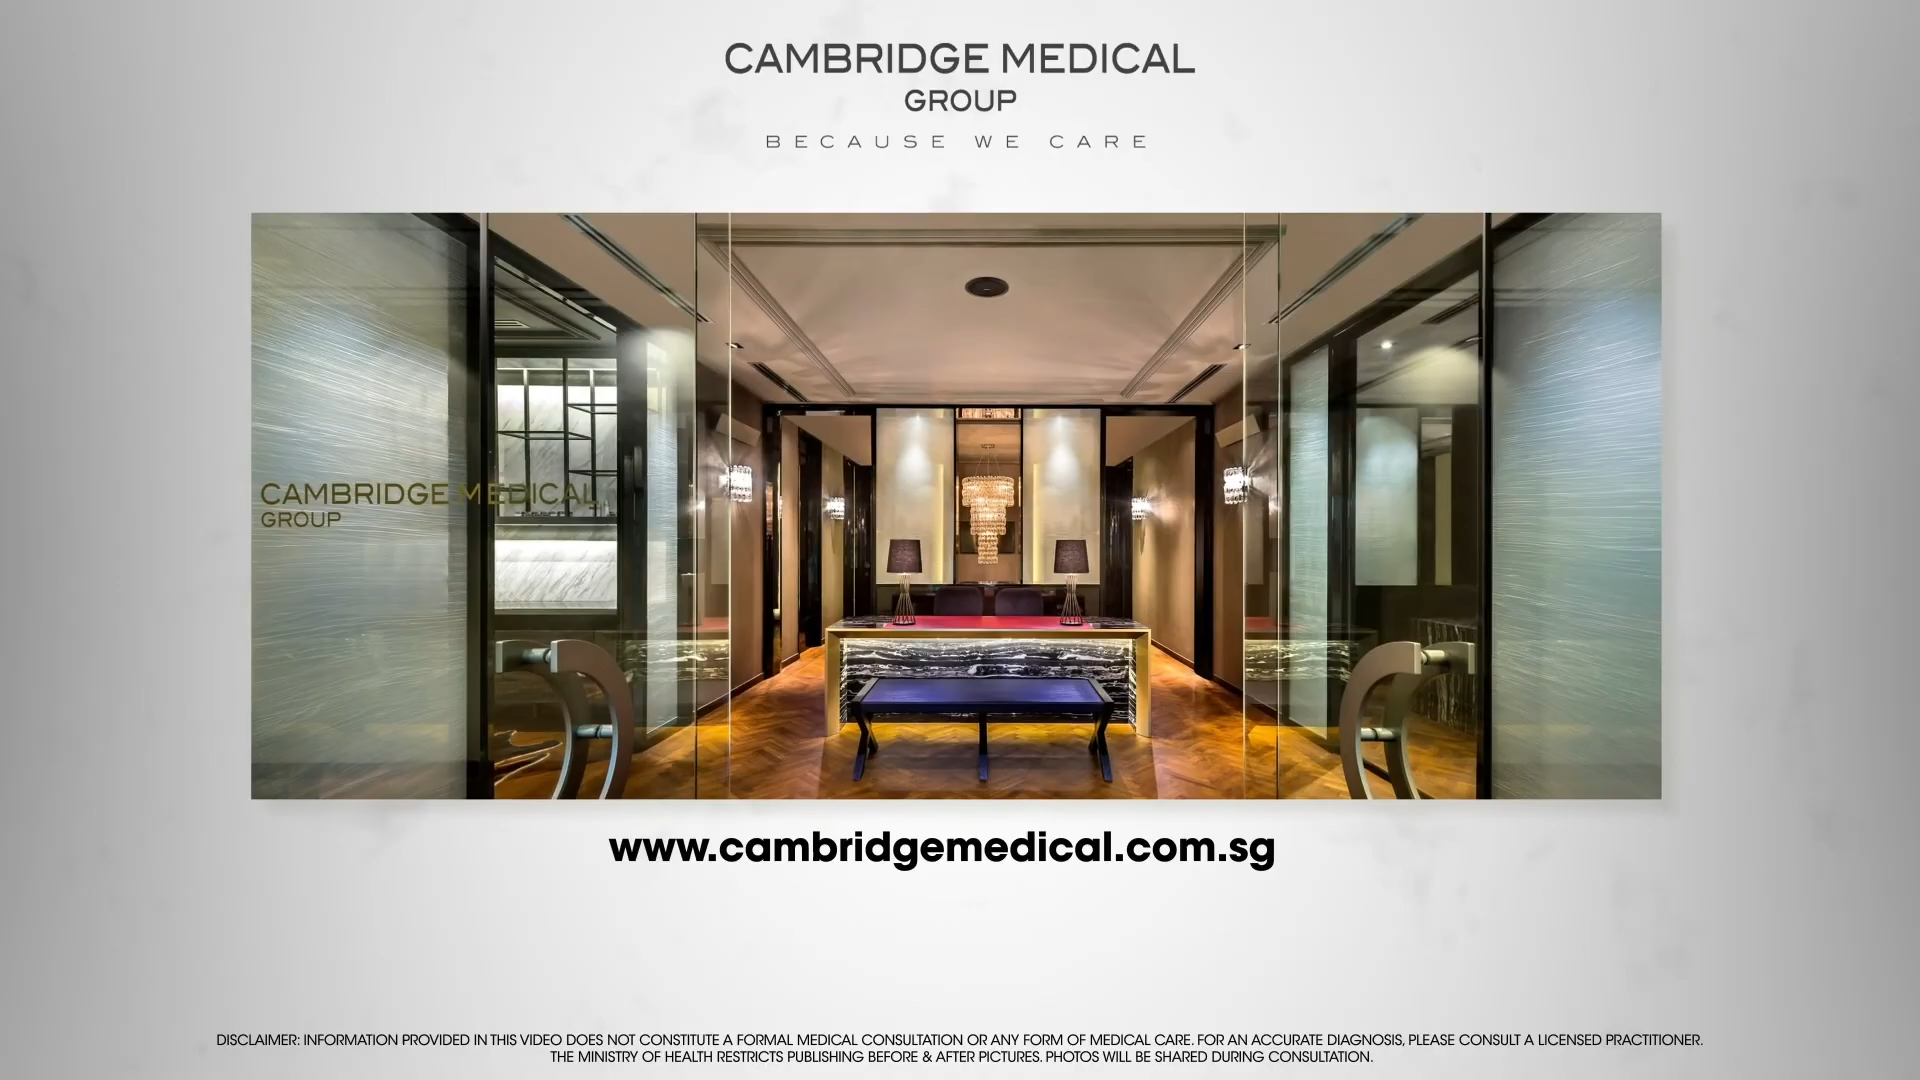 CAMBRIDGE MEDICAL
GROUP
BECAUSE WE CARE
CAMBRIDGE MEDICAL
GROUP
www.cambridgemedical.com.sg
DISCLAIMER: INFORMATION PROVIDED IN THIS VIDEO DOES NOT CONSTITUTE A FORMAL MEDICAL CONSULTATION OR ANY FORM OF MEDICAL CARE. FOR AN ACCURATE DIAGNOSIS, PLEASE CONSULT A LICENSED PRACTITIONER.
THE MINISTRY OF HEALTH RESTRICTS PUBLISHING BEFORE & AFTER PICTURES. PHOTOS WILL BE SHARED DURING CONSULTATION.